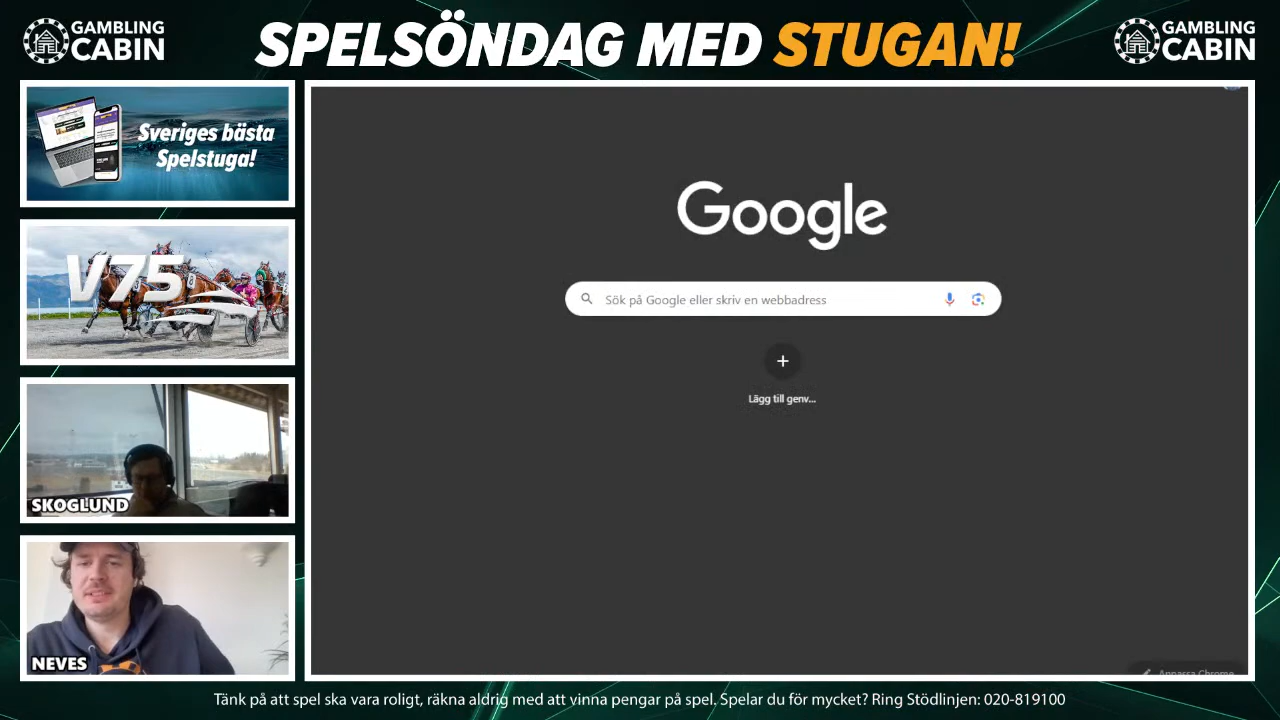 GAMBLING
CABIN
SPELSÖNDAG MED STUGAN!
GAMBLING
CABIN
Sveriges bästa
Spelstuga!
V75
SKOGLUND
NEVES
Google
Sök på Google eller skriv en webbadress
Lägg till genv...
Anpassa Chrome
Tänk på att spel ska vara roligt, räkna aldrig med att vinna pengar på spel. Spelar du för mycket? Ring Stödlinjen: 020-819100